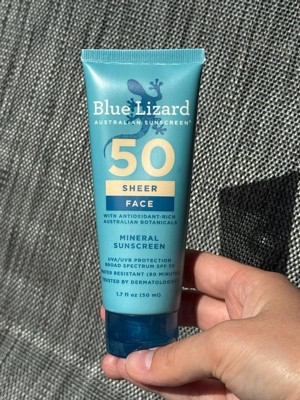 Blue Lizard
AUSTRALIAN SUNSCREEN®
50
SHEER
FACE
WITH ANTIOXIDANT-RICH
AUSTRALIAN BOTANICALS
MINERAL
SUNSCREEN
UVA/UVB PROTECTION
BROAD SPECTRUM SPF 50
WATER RESISTANT (80 MINUTES)
TESTED BY DERMATOLOGISTS
1.7 fl oz (50 ml)